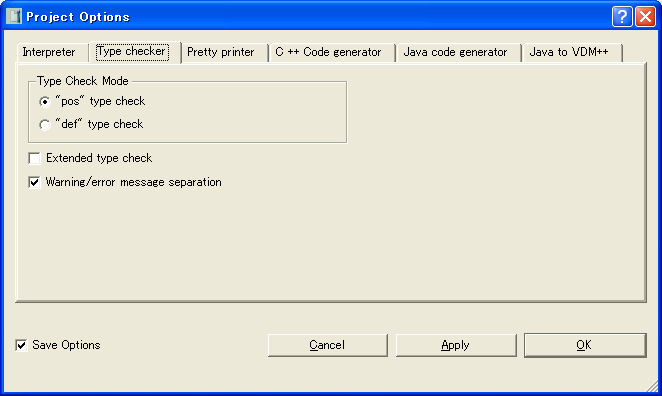 Project Options
Interpreter Type checker Pretty printer C ++ Code generator Java code generator Java to VDM++
Type Check Mode
"pos" type check
"def" type check
Extended type check
Warning/error message separation
Save Options Cancel Apply OK